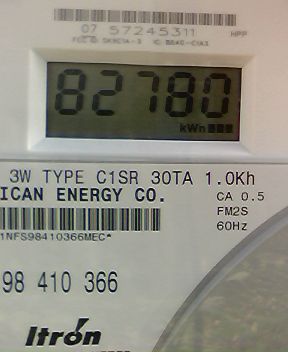 07 57245311
HPP
82780
kWh
3W TYPE C1SR 30TA 1.0Kh
ICAN ENERGY CO.
CA 0.5
FM2S
60Hz
1NFS98410366MEC*
98 410 366
Itron